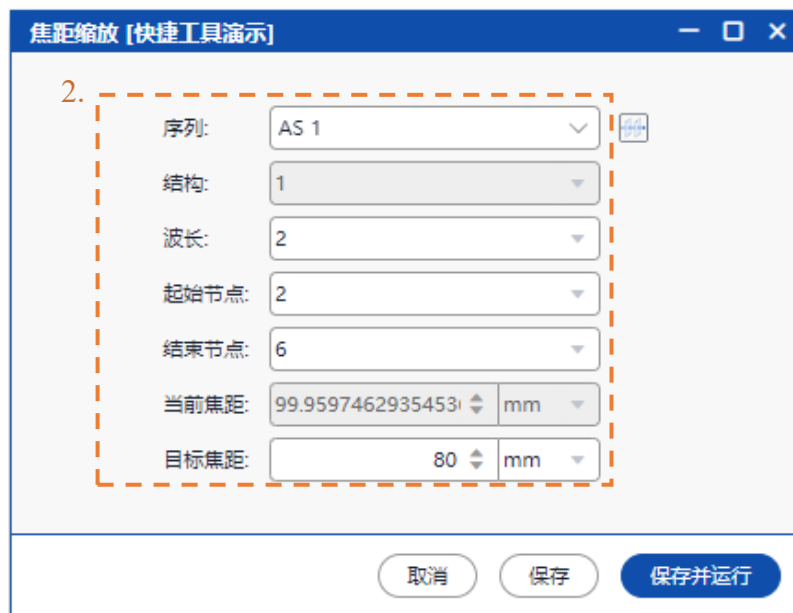 焦距缩放 [快捷工具演示]
2.
序列: AS 1
结构: 1
波长: 2
起始节点: 2
结束节点: 6
当前焦距: 99.9597462935453 mm
目标焦距: 80 mm
取消 保存 保存并运行